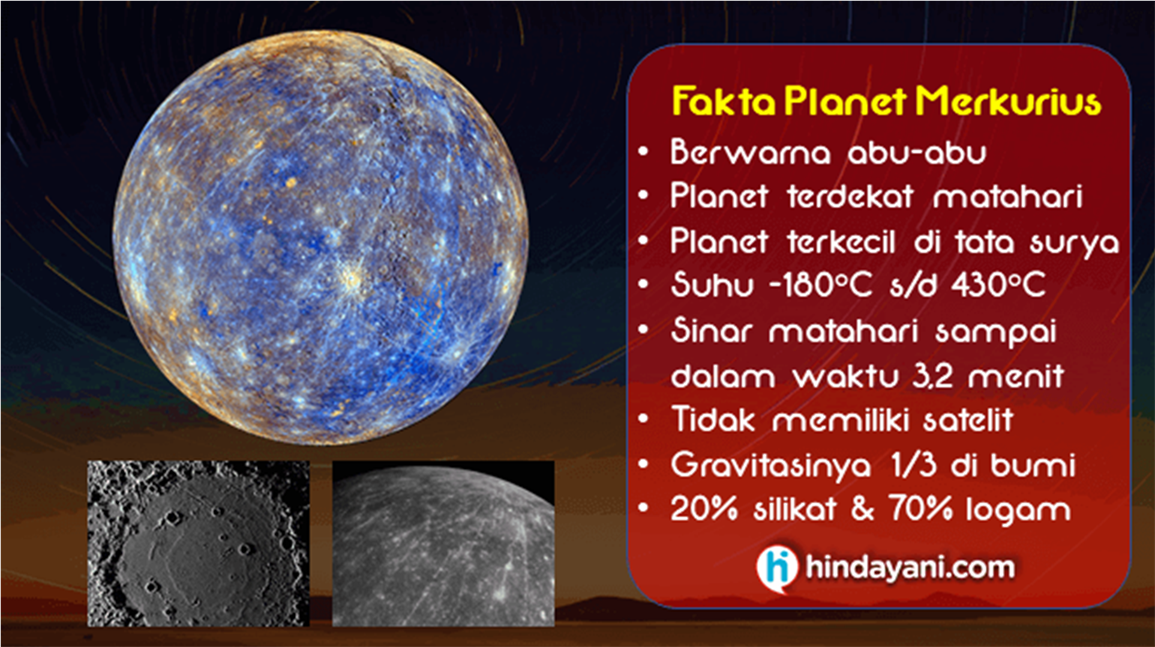 Fakta Planet Merkurius
• Berwarna abu-abu
• Planet terdekat matahari
• Planet terkecil di tata surya
• Suhu -180°C s/d 430°C
• Sinar matahari sampai
dalam waktu 3,2 menit
• Tidak memiliki satelit
• Gravitasinya 1/3 di bumi
• 20% silikat & 70% logam
hi hindayani.com